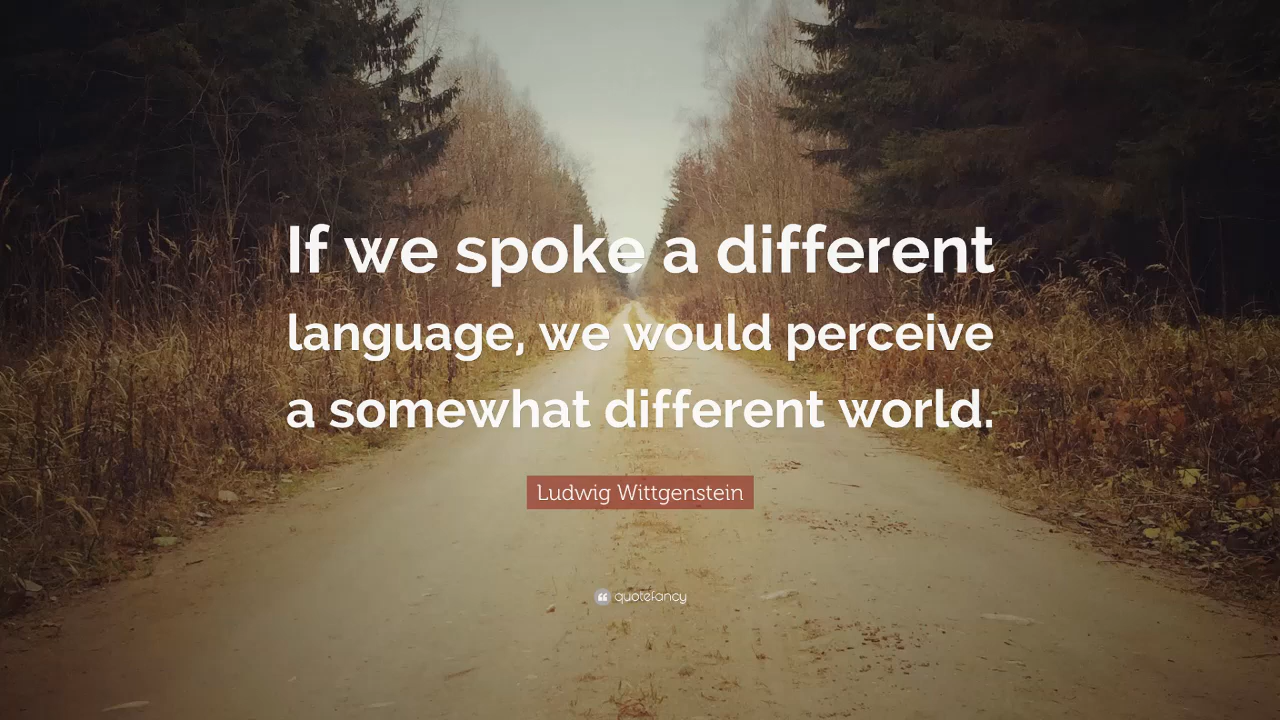 If we spoke a different
language, we would perceive
a somewhat different world.
Ludwig Wittgenstein
quotefancy